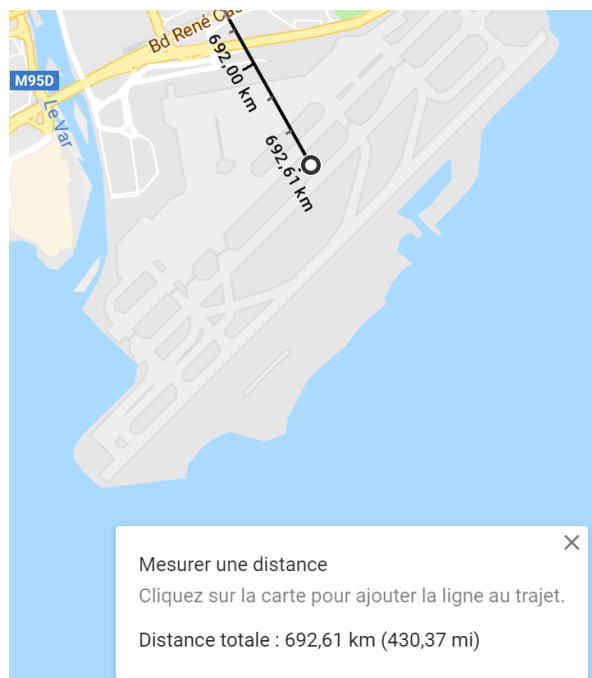 Bd René Cas
692,00 km
M95D
Le Var
692,61 km
Mesurer une distance
Cliquez sur la carte pour ajouter la ligne au trajet.
Distance totale : 692,61 km (430,37 mi)